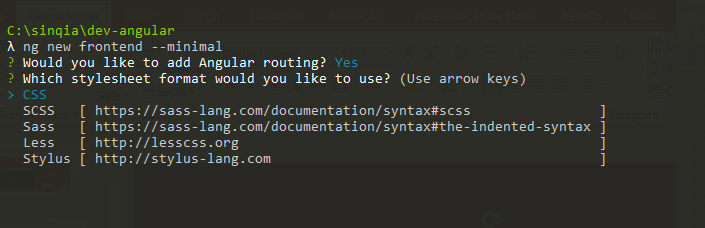 C:\sinqia\dev-angular
λ ng new frontend --minimal
? Would you like to add Angular routing? Yes
? Which stylesheet format would you like to use? (Use arrow keys)
> CSS
SCSS [ https://sass-lang.com/documentation/syntax#scss ]
Sass [ https://sass-lang.com/documentation/syntax#the-indented-syntax ]
Less [ http://lesscss.org ]
Stylus [ http://stylus-lang.com ]